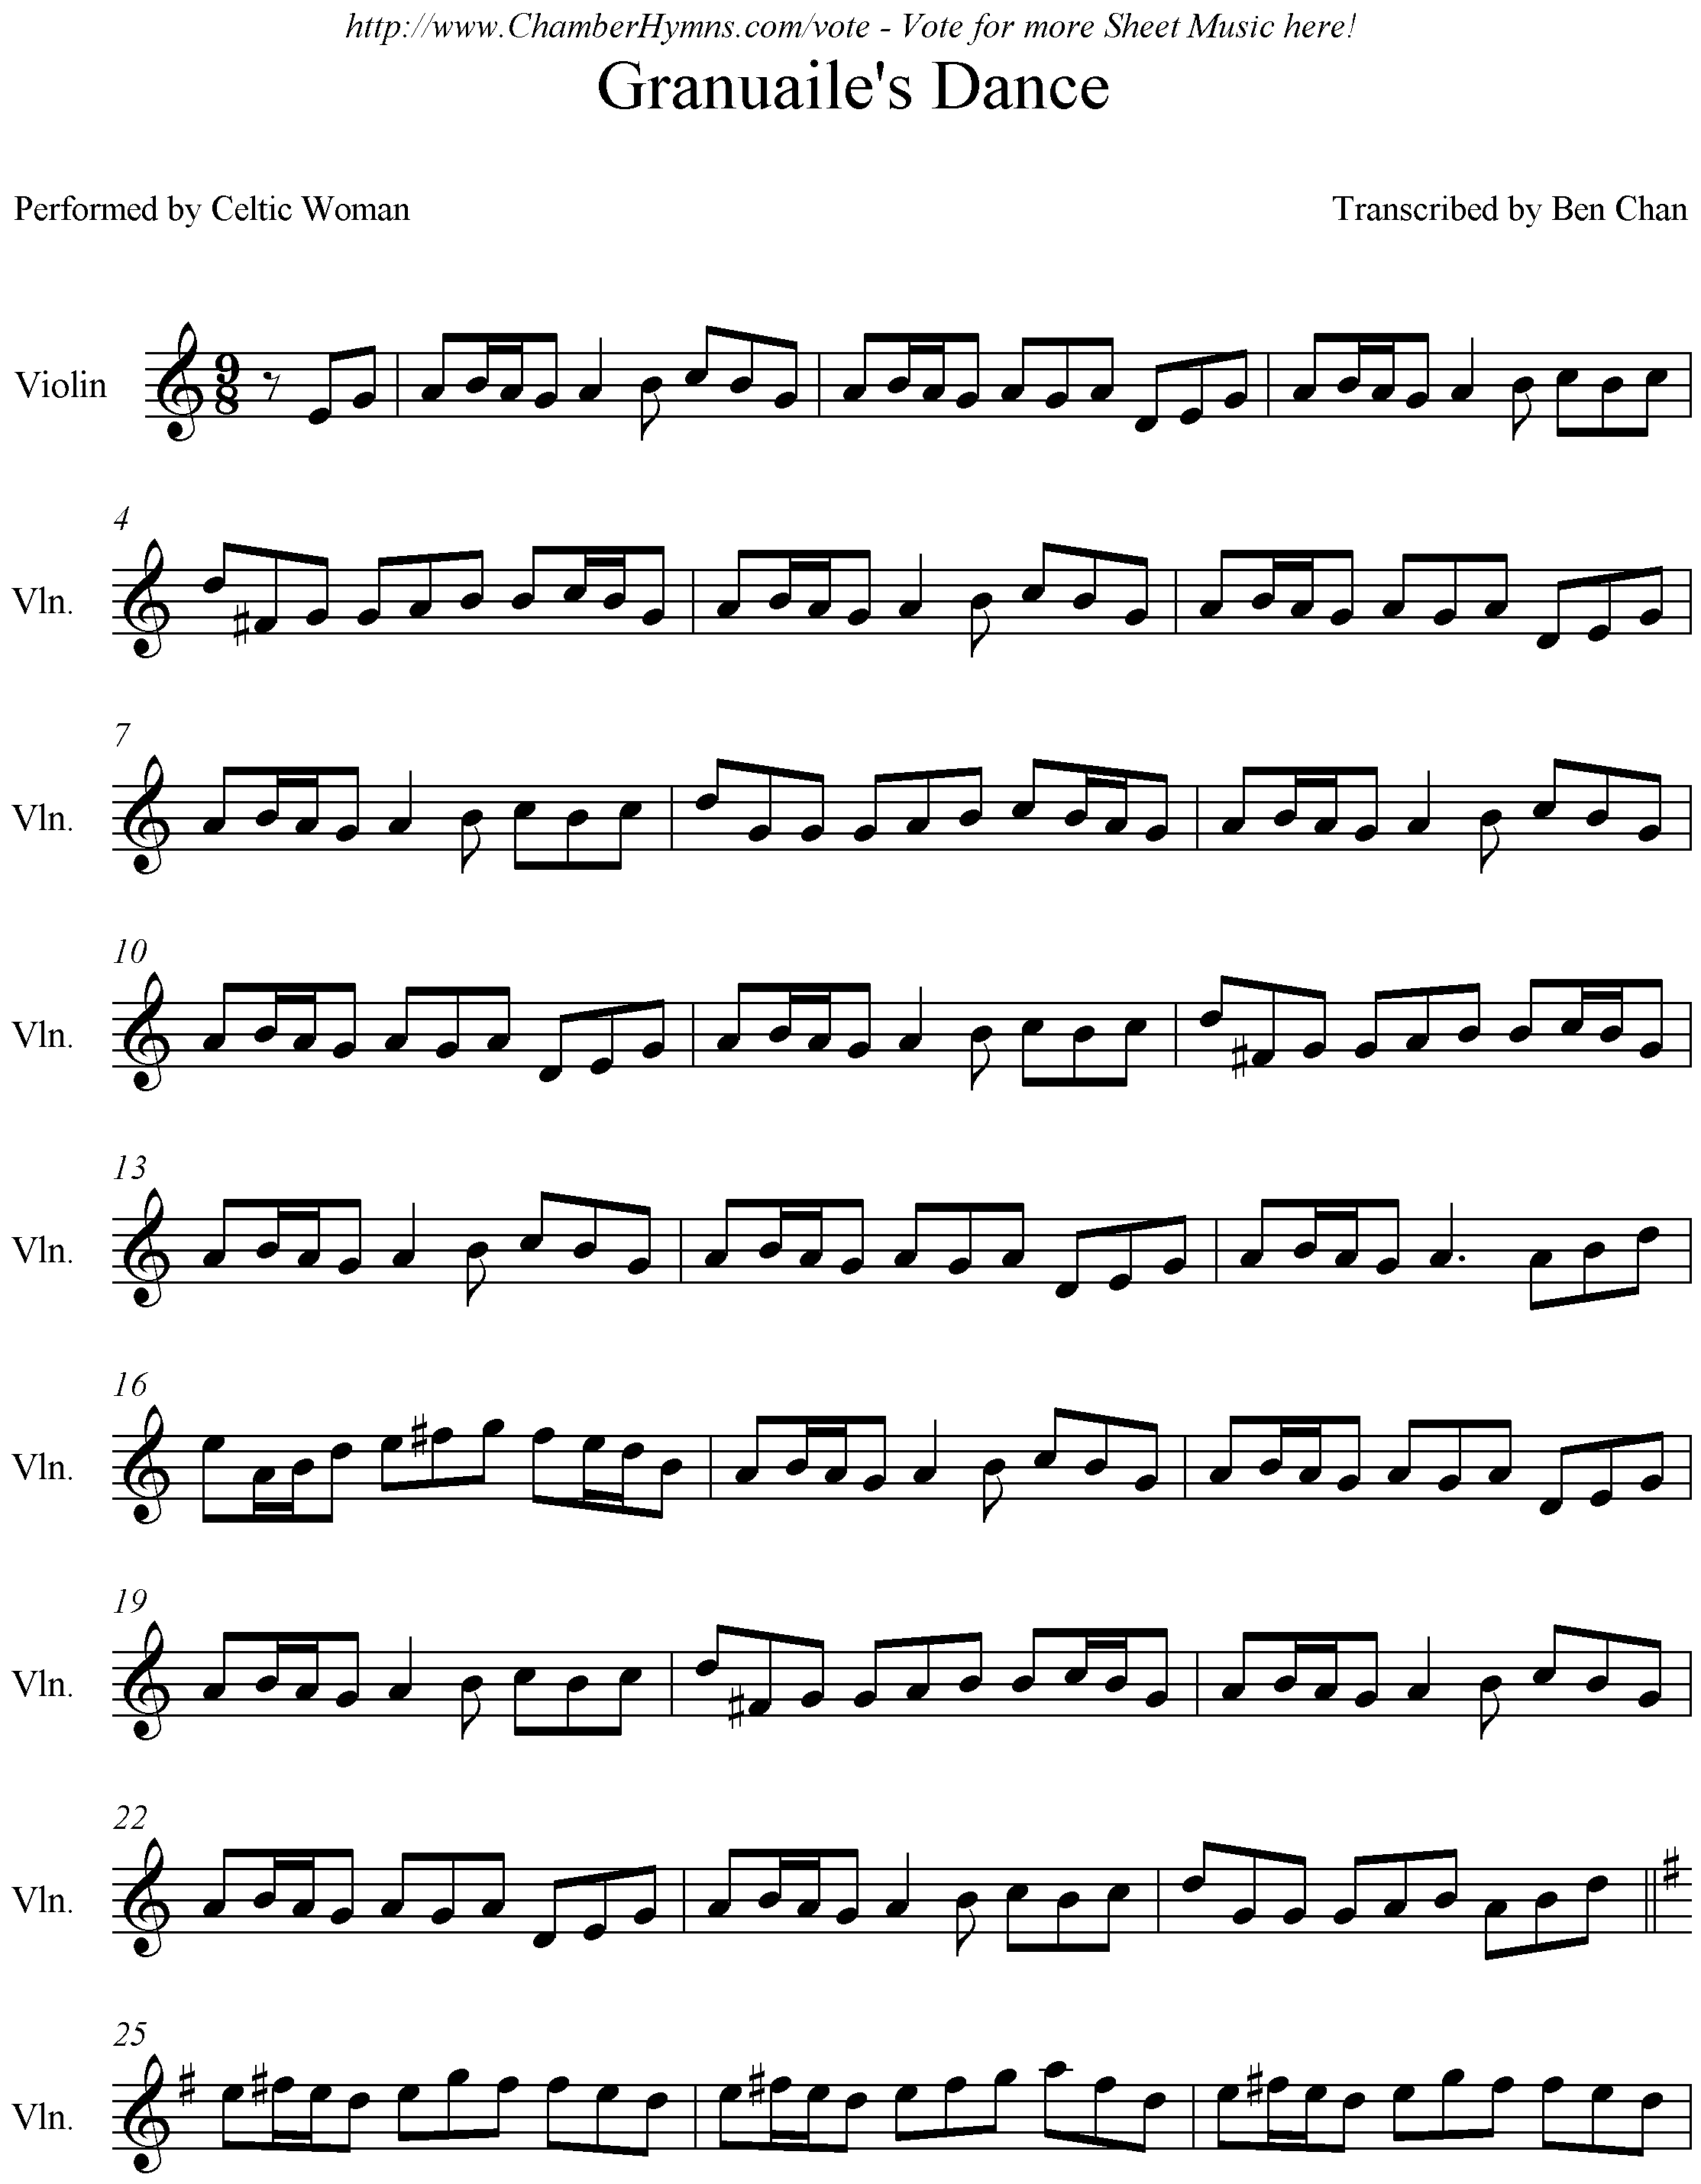 http://www.ChamberHymns.com/vote - Vote for more Sheet Music here!
Granuaile's Dance
Performed by Celtic Woman
Transcribed by Ben Chan
Violin
9
8
4
Vln.
7
Vln.
10
Vln.
13
Vln.
16
Vln.
19
Vln.
22
Vln.
25
Vln.